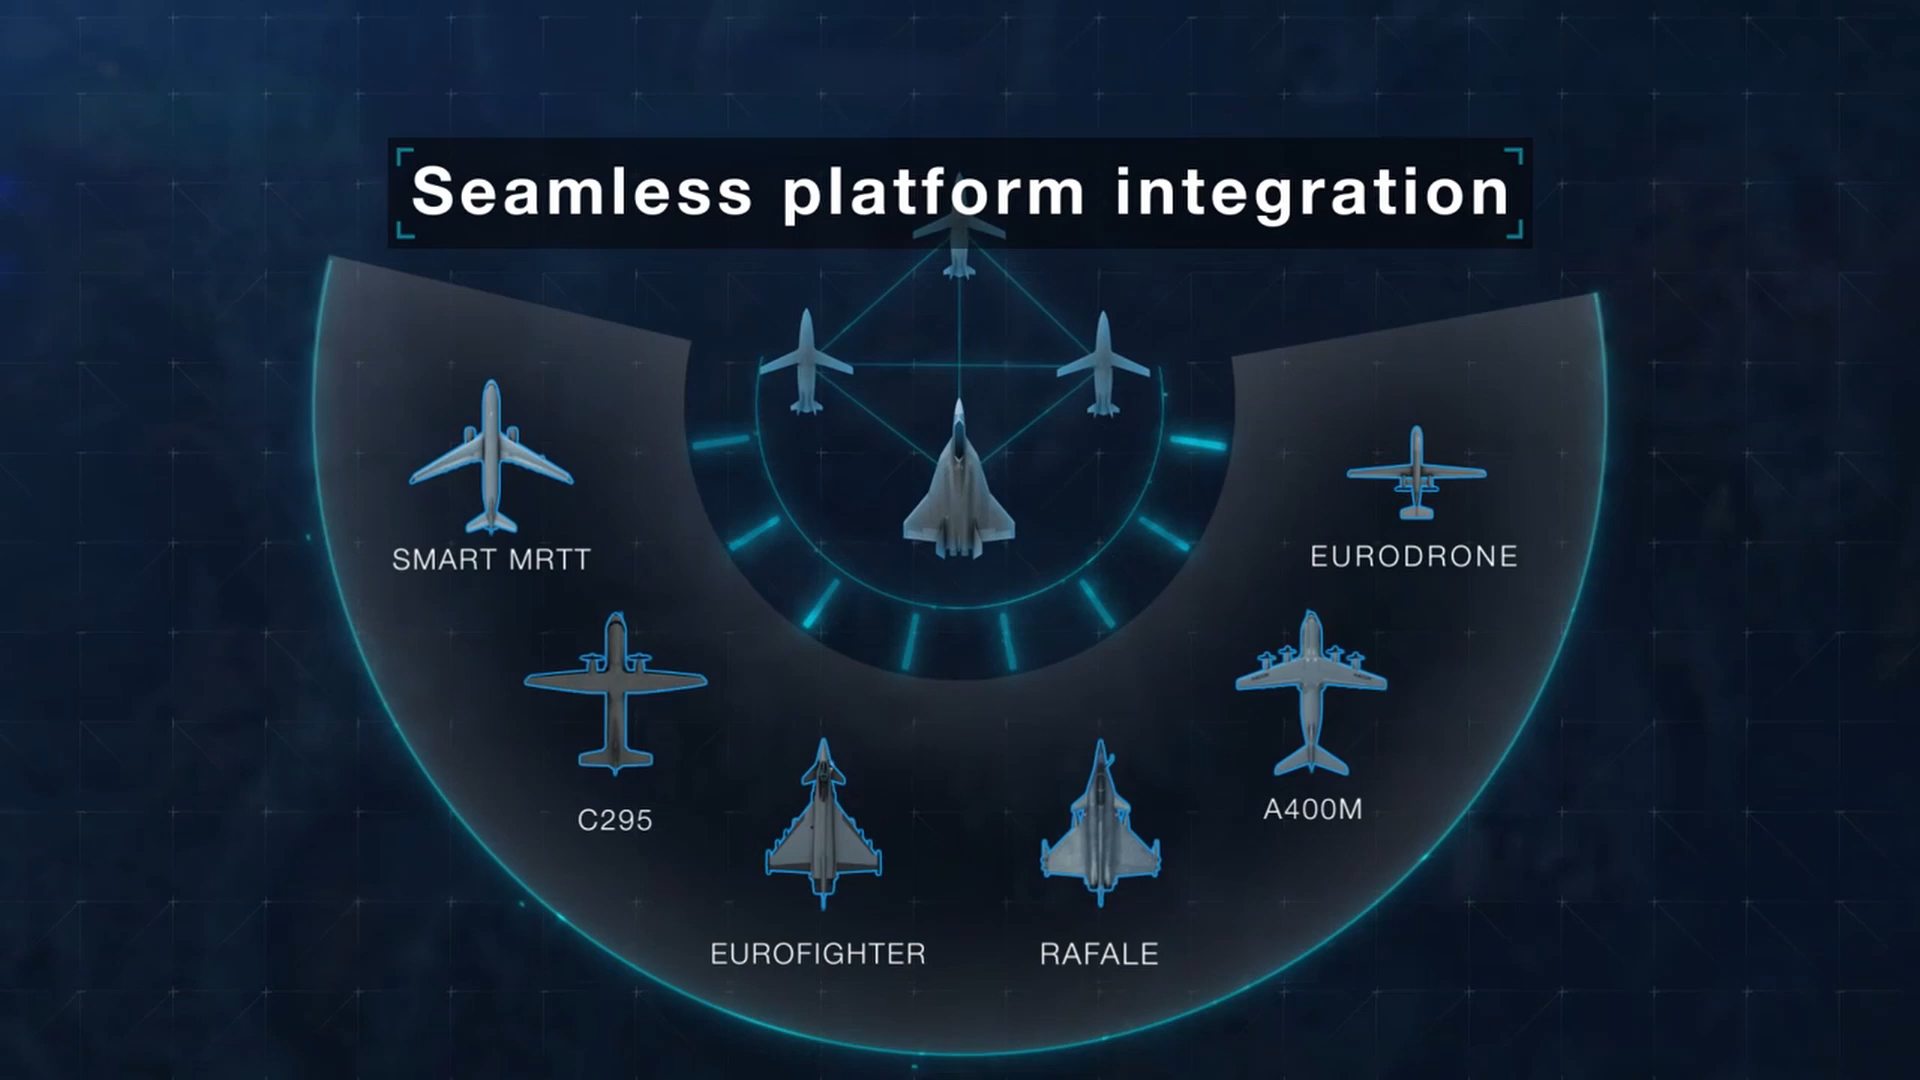 Seamless platform integration
SMART MRTT
EURODRONE
C295
A400M
EUROFIGHTER
RAFALE